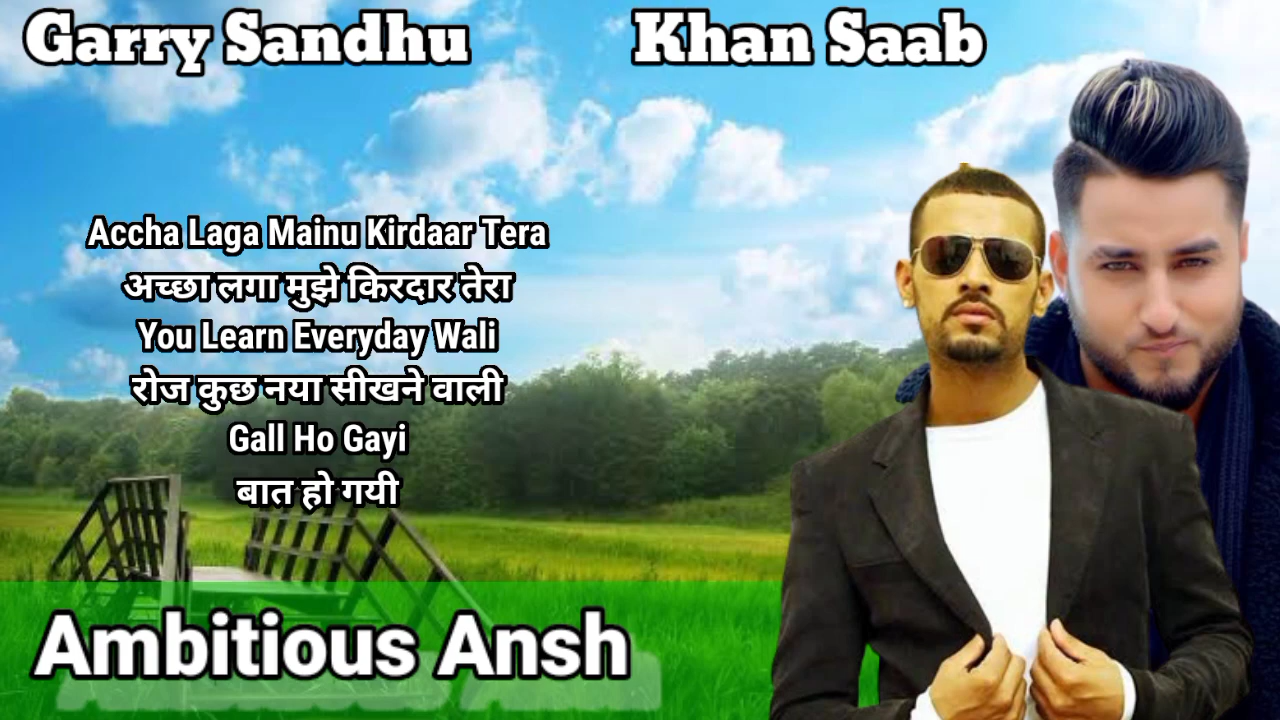 Garry Sandhu
Khan Saab
Accha Laga Mainu Kirdaar Tera
अच्छा लगा मुझे किरदार तेरा
You Learn Everyday Wali
रोज कुछ नया सीखने वाली
Gall Ho Gayi
बात हो गयी
Ambitious Ansh